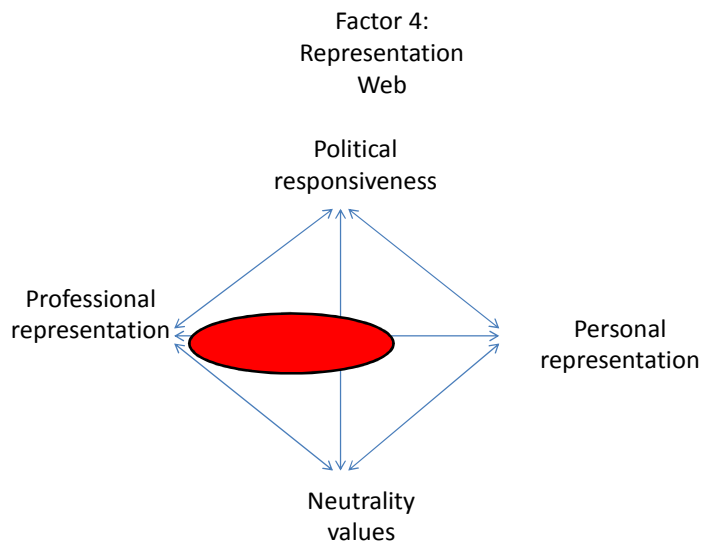 Factor 4:
Representation
Web
Political
responsiveness
Professional
representation
Personal
representation
Neutrality
values